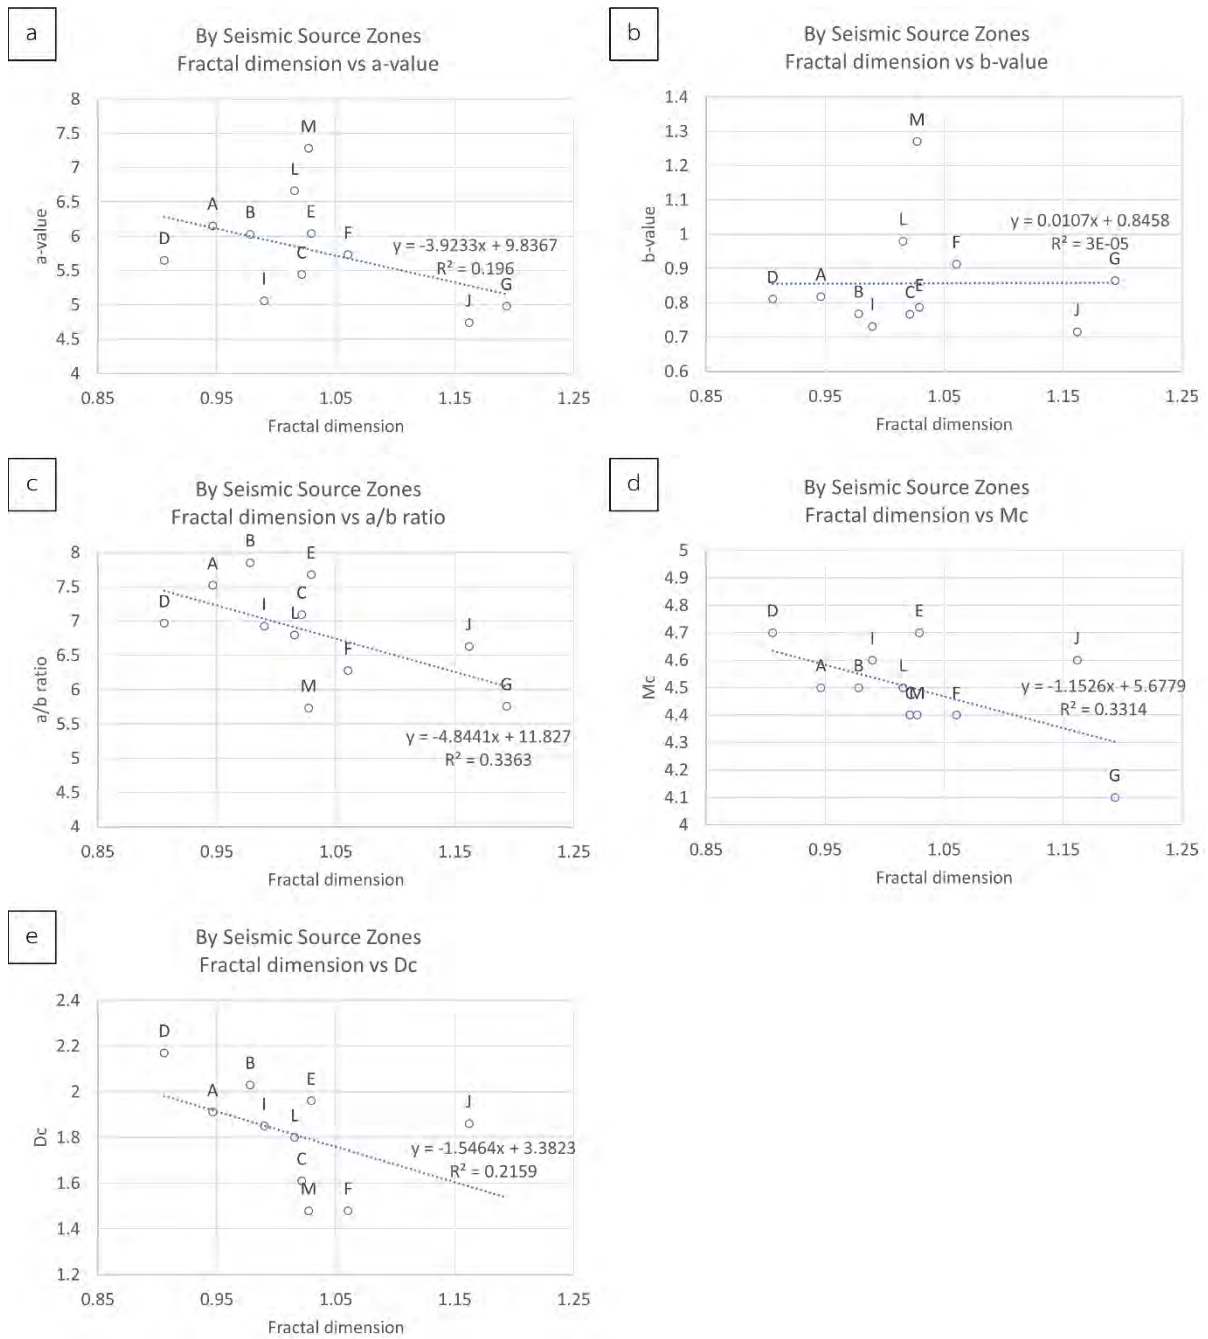 a
By Seismic Source Zones
Fractal dimension vs a-value
8
7.5
7
6.5
6
5.5
5
4.5
4
a-value
M
L
A
B
E
D
F
C
I
G
J
y = -3.9233x + 9.8367
R² = 0.196
0.85 0.95 1.05 1.15 1.25
Fractal dimension
b
By Seismic Source Zones
Fractal dimension vs b-value
1.4
1.3
1.2
1.1
1
0.9
0.8
0.7
0.6
b-value
M
L
F
G
D
A
B
I
C
E
J
y = 0.0107x + 0.8458
R² = 3E-05
0.85 0.95 1.05 1.15 1.25
Fractal dimension
c
By Seismic Source Zones
Fractal dimension vs a/b ratio
8
7.5
7
6.5
6
5.5
5
4.5
4
a/b ratio
B
A
E
D
I
L
C
J
F
M
G
y = -4.8441x + 11.827
R² = 0.3363
0.85 0.95 1.05 1.15 1.25
Fractal dimension
d
By Seismic Source Zones
Fractal dimension vs Mc
5
4.9
4.8
4.7
4.6
4.5
4.4
4.3
4.2
4.1
4
Mc
D
E
I
J
A
B
L
C
M
F
G
y = -1.1526x + 5.6779
R² = 0.3314
0.85 0.95 1.05 1.15 1.25
Fractal dimension
e
By Seismic Source Zones
Fractal dimension vs Dc
2.4
2.2
2
1.8
1.6
1.4
1.2
Dc
D
B
A
E
I
L
J
C
M
F
y = -1.5464x + 3.3823
R² = 0.2159
0.85 0.95 1.05 1.15 1.25
Fractal dimension